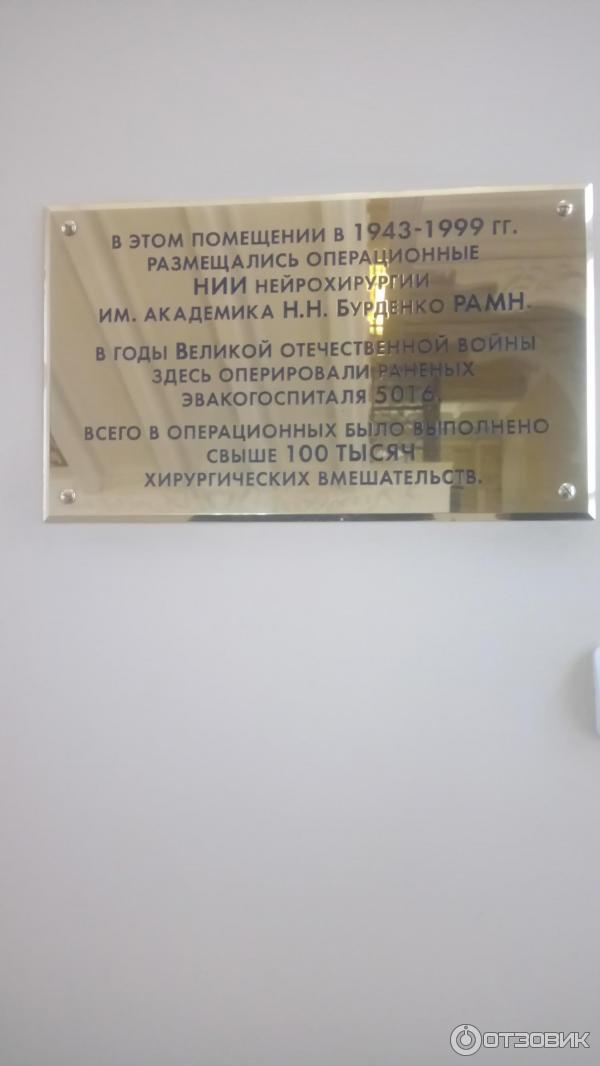 В ЭТОМ ПОМЕЩЕНИИ В 1943-1999 ГГ.
РАЗМЕЩАЛИСЬ ОПЕРАЦИОННЫЕ
НИИ НЕЙРОХИРУРГИИ
ИМ. АКАДЕМИКА Н.Н. БУРДЕНКО РАМН.
В ГОДЫ ВЕЛИКОЙ ОТЕЧЕСТВЕННОЙ ВОЙНЫ
ЗДЕСЬ ОПЕРИРОВАЛИ РАНЕНЫХ
ЭВАКОГОСПИТАЛЯ 5016.
ВСЕГО В ОПЕРАЦИОННЫХ БЫЛО ВЫПОЛНЕНО
СВЫШЕ 100 ТЫСЯЧ
ХИРУРГИЧЕСКИХ ВМЕШАТЕЛЬСТВ.
ОТЗОВИК